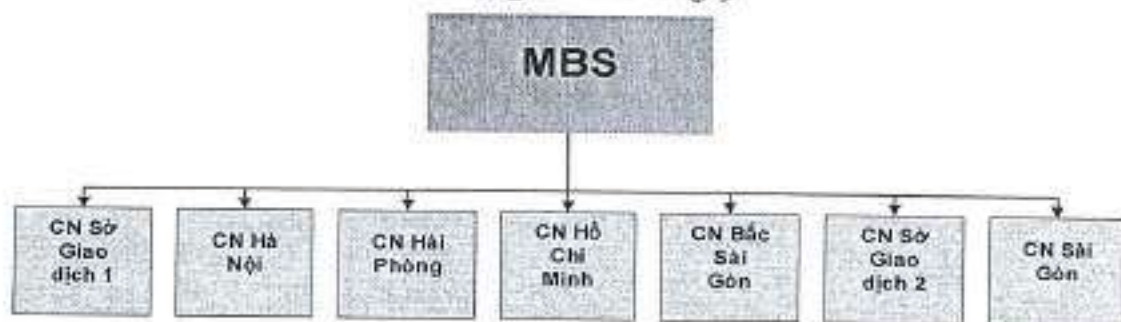 MBS
CN Sở
Giao
dịch 1
CN Hà
Nội
CN Hải
Phòng
CN Hồ
Chí
Minh
CN Bắc
Sài
Gòn
CN Sở
Giao
dịch 2
CN Sài
Gòn